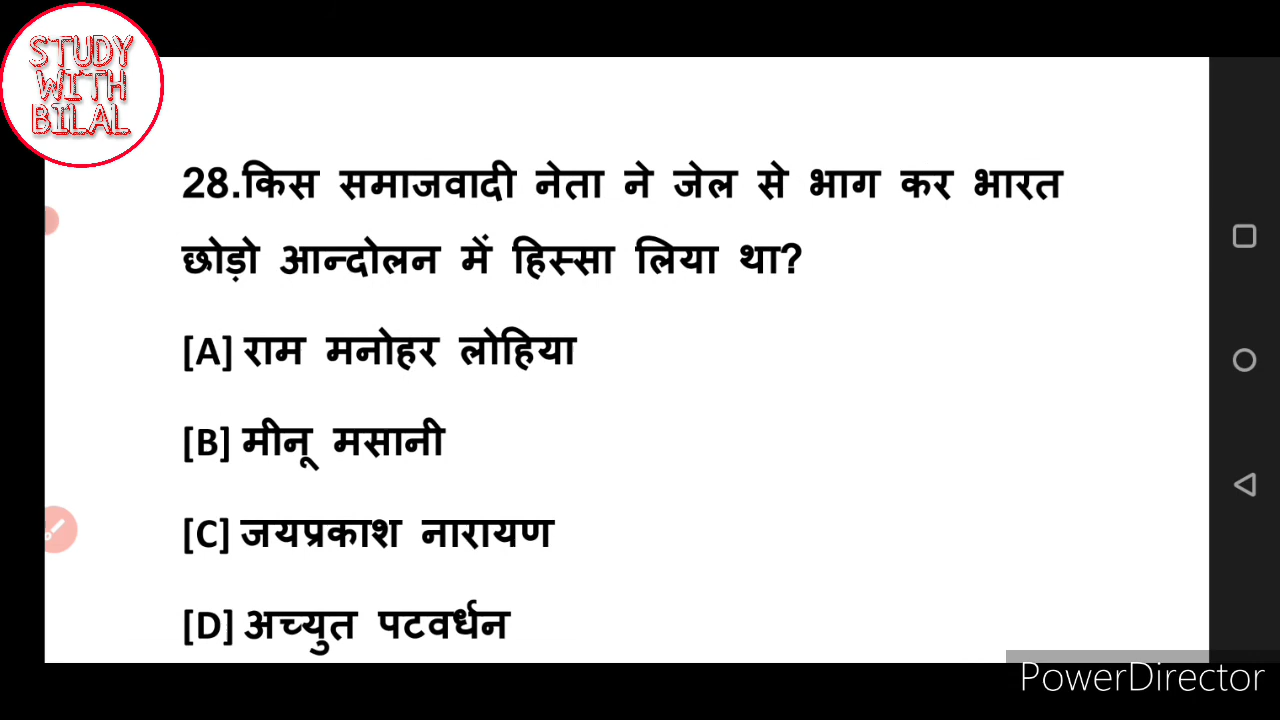 STUDY
WITH
BILAL
28.किस समाजवादी नेता ने जेल से भाग कर भारत
छोड़ो आन्दोलन में हिस्सा लिया था?
[A] राम मनोहर लोहिया
[B] मीनू मसानी
[C] जयप्रकाश नारायण
[D] अच्युत पटवर्धन
PowerDirector